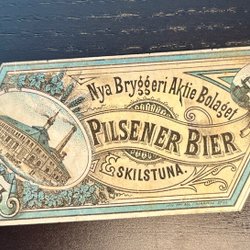 Nya Bryggeri Aktie Bolaget
PILSENER BIER
ESKILSTUNA.